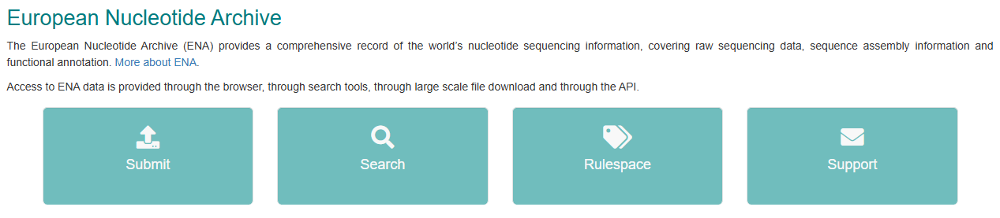 European Nucleotide Archive
The European Nucleotide Archive (ENA) provides a comprehensive record of the world’s nucleotide sequencing information, covering raw sequencing data, sequence assembly information and
functional annotation. More about ENA.
Access to ENA data is provided through the browser, through search tools, through large scale file download and through the API.
Submit
Search
Rulespace
Support